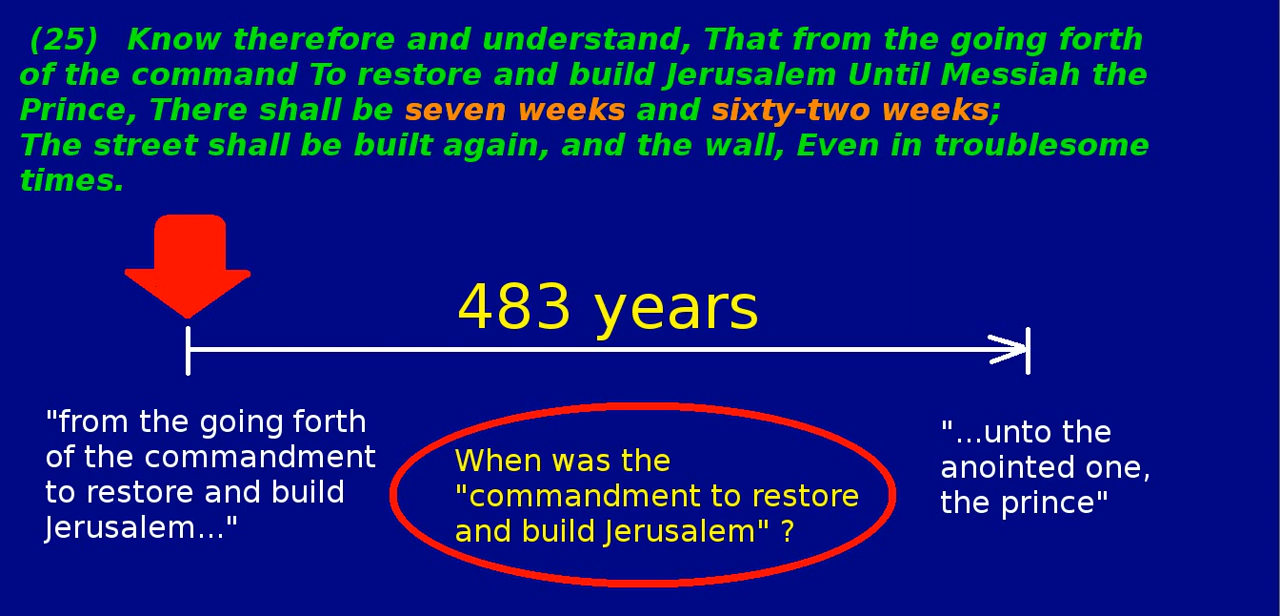 (25) Know therefore and understand, That from the going forth
of the command To restore and build Jerusalem Until Messiah the
Prince, There shall be seven weeks and sixty-two weeks;
The street shall be built again, and the wall, Even in troublesome
times.
483 years
"from the going forth
of the commandment
to restore and build
Jerusalem..."
When was the
"commandment to restore
and build Jerusalem" ?
"...unto the
anointed one,
the prince"